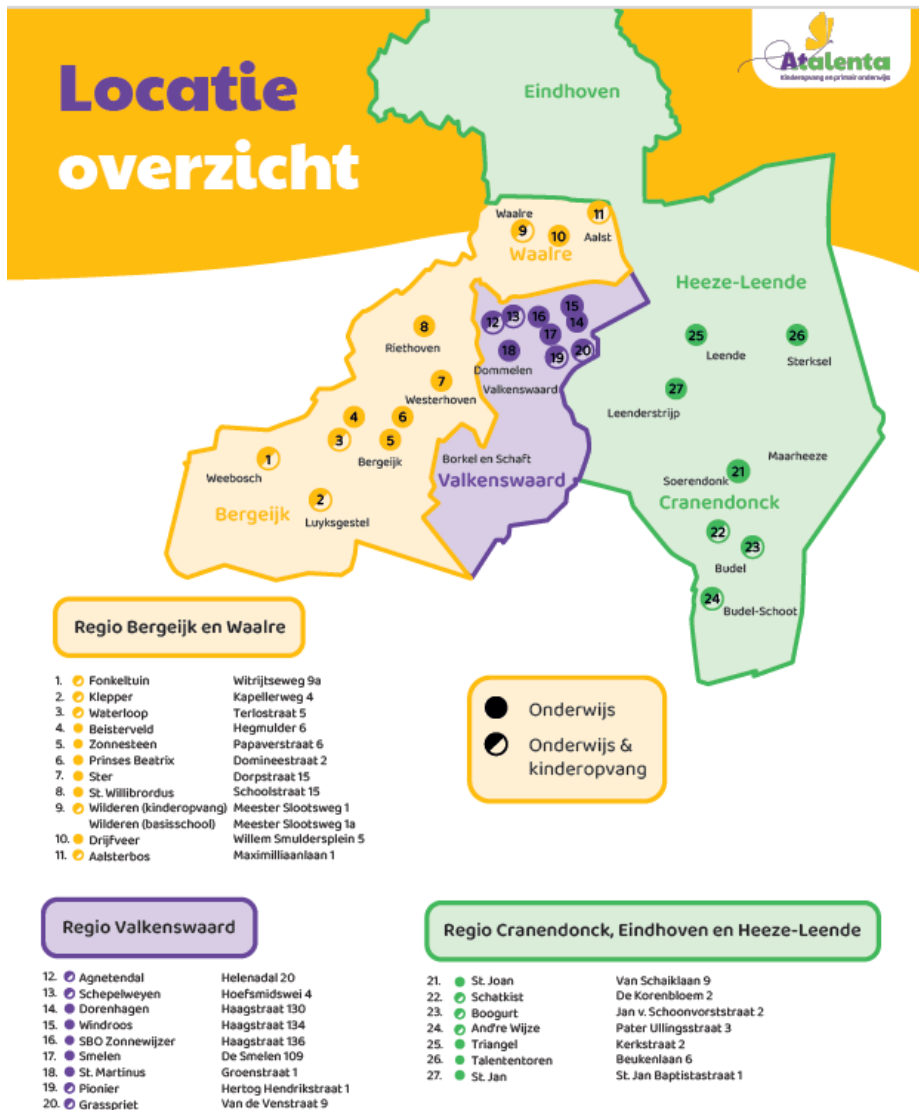 Locatie
overzicht
Atalenta
Kinderopvang en primair onderwijs
Eindhoven
Waalre
9
10
11
Aalst
Waalre
Heeze-Leende
8
Riethoven
12
13
16
15
14
17
18
19
20
Dommelen
Valkenswaard
25
Leende
26
Sterksel
7
Westerhoven
27
Leenderstrijp
4
6
3
5
Bergeijk
1
Weebosch
Borkel en Schaft
Valkenswaard
Maarheeze
21
Soerendonk
Cranendonck
2
Luyksgestel
Bergeijk
22
23
Budel
24
Budel-Schoot
Regio Bergeijk en Waalre
1. Fonkeltuin Witrijtseweg 9a
2. Klepper Kapellerweg 4
3. Waterloop Terlostraat 5
4. Beisterveld Hegmulder 6
5. Zonnesteen Papaverstraat 6
6. Prinses Beatrix Domineestraat 2
7. Ster Dorpstraat 15
8. St. Willibrordus Schoolstraat 15
9. Wilderen (kinderopvang) Meester Slootsweg 1
Wilderen (basisschool) Meester Slootsweg 1a
10. Drijfveer Willem Smuldersplein 5
11. Aalsterbos Maximilliaanlaan 1
Onderwijs
Onderwijs &
kinderopvang
Regio Valkenswaard
12. Agnetendal Helenadal 20
13. Schepelweyen Hoefsmidswei 4
14. Dorenhagen Haagstraat 130
15. Windroos Haagstraat 134
16. SBO Zonnewijzer Haagstraat 136
17. Smelen De Smelen 109
18. St. Martinus Groenstraat 1
19. Pionier Hertog Hendrikstraat 1
20. Grasspriet Van de Venstraat 9
Regio Cranendonck, Eindhoven en Heeze-Leende
21. St. Joan Van Schaiklaan 9
22. Schatkist De Korenbloem 2
23. Boogurt Jan v. Schoonvorststraat 2
24. And're Wijze Pater Ullingsstraat 3
25. Triangel Kerkstraat 2
26. Talententoren Beukenlaan 6
27. St. Jan St. Jan Baptistastraat 1